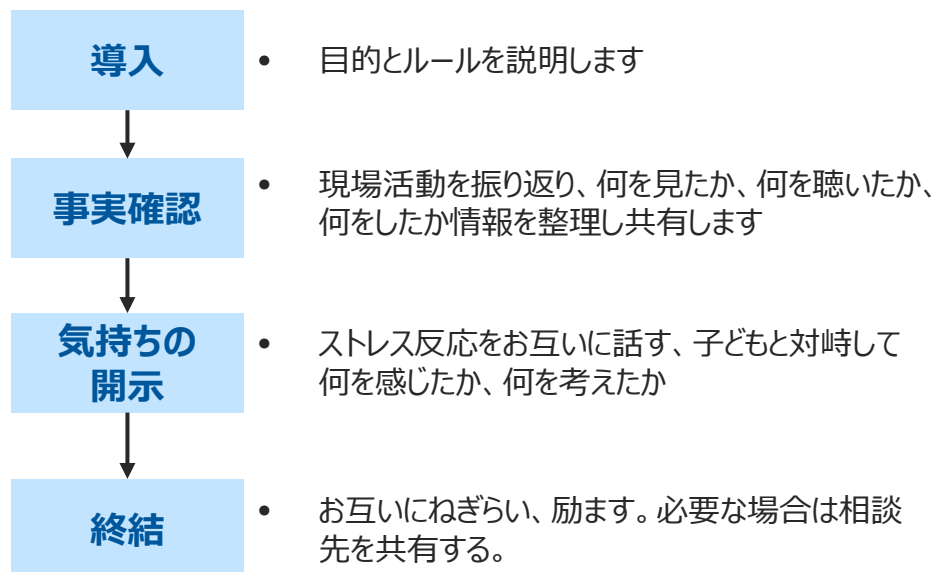 導入
• 目的とルールを説明します
事実確認
• 現場活動を振り返り、何を見たか、何を聴いたか、
何をしたか情報を整理し共有します
気持ちの
開示
• ストレス反応をお互いに話す、子どもと対峙して
何を感じたか、何を考えたか
終結
• お互いにねぎらい、励ます。必要な場合は相談
先を共有する。